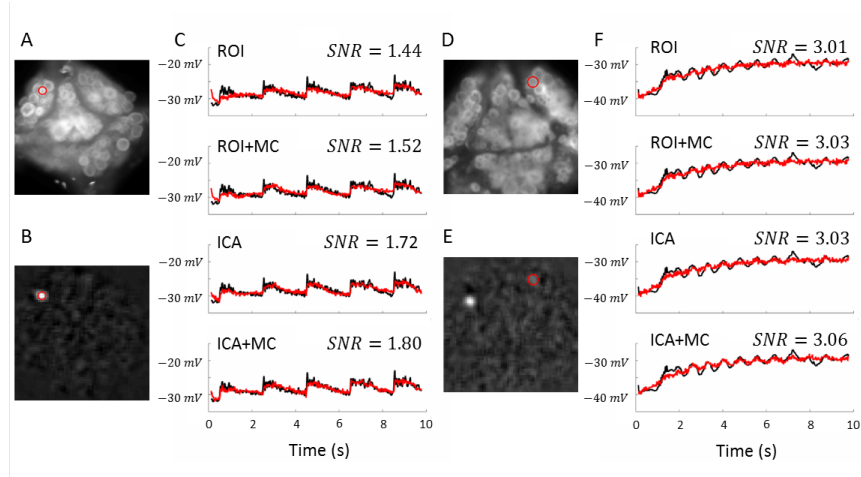 A
C
ROI
SNR = 1.44
−20 mV
−30 mV
ROI+MC
SNR = 1.52
−20 mV
−30 mV
B
ICA
SNR = 1.72
−20 mV
−30 mV
ICA+MC
SNR = 1.80
−20 mV
−30 mV
0 2 4 6 8 10
Time (s)
D
F
ROI
SNR = 3.01
−30 mV
−40 mV
ROI+MC
SNR = 3.03
−30 mV
−40 mV
E
ICA
SNR = 3.03
−30 mV
−40 mV
ICA+MC
SNR = 3.06
−30 mV
−40 mV
0 2 4 6 8 10
Time (s)